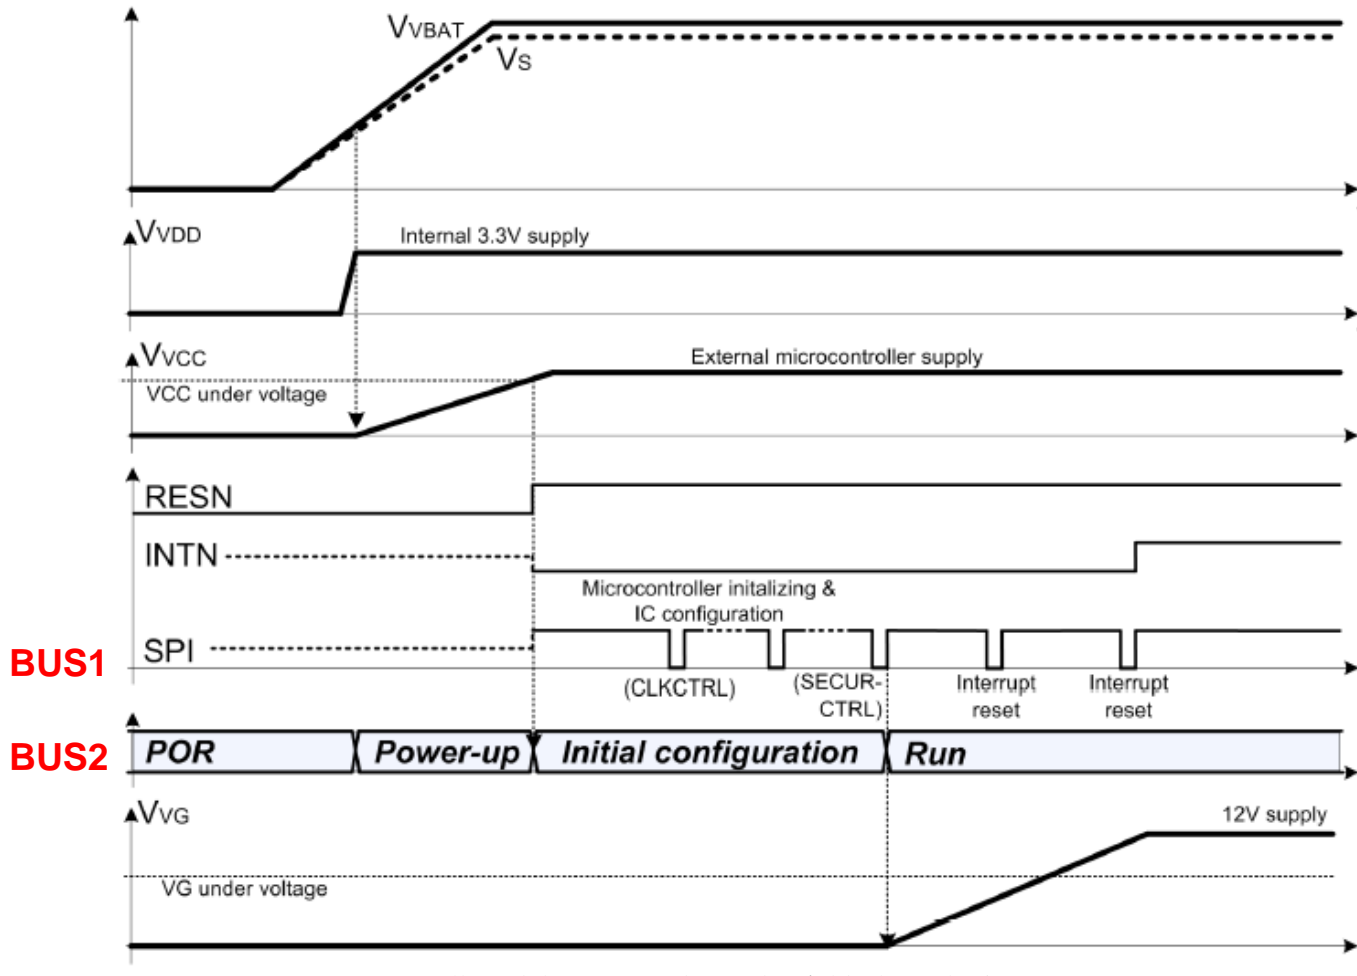 VVBAT
VS
VVDD
Internal 3.3V supply
VVCC
External microcontroller supply
VCC under voltage
RESN
INTN
Microcontroller initalizing &
IC configuration
BUS1
SPI
(CLKCTRL)
(SECUR-
CTRL)
Interrupt
reset
Interrupt
reset
BUS2
POR
Power-up
Initial configuration
Run
VVG
12V supply
VG under voltage